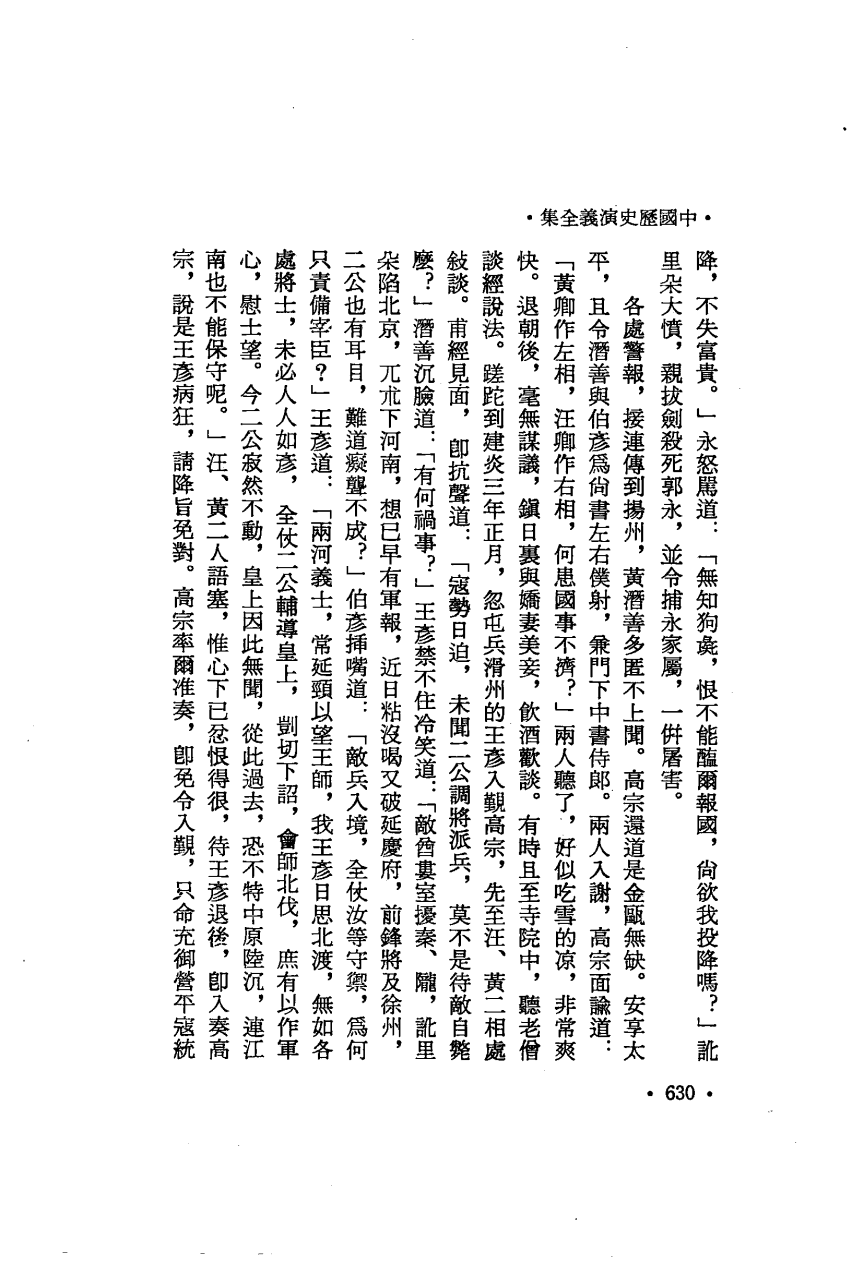 •中國歷史演義全集•
降，不失富貴。」永怒罵道：「無知狗彘，恨不能醢爾報國，尙欲我投降嗎？」訛
里朵大憤，親拔劍殺死郭永，並令捕永家屬，一倂屠害。
各處警報，接連傳到揚州，黃潛善多匿不上聞。高宗還道是金甌無缺。安享太
平，且令潛善與伯彥爲尙書左右僕射，兼門下中書侍郞。兩人入謝，高宗面諭道：
「黃卿作左相，汪卿作右相，何患國事不濟？」兩人聽了，好似吃雪的凉，非常爽
快。退朝後，毫無謀議，鎭日裏與嬌妻美妾，飲酒歡談。有時且至寺院中，聽老僧
談經說法。蹉跎到建炎三年正月，忽屯兵滑州的王彥入覲高宗，先至汪、黃二相處
敍談。甫經見面，卽抗聲道：「寇勢日迫，未聞二公調將派兵，莫不是待敵自斃
麼？」潛善沉臉道：「有何禍事？」王彥禁不住冷笑道：「敵酋婁室擾秦、隴，訛里
朵陷北京，兀朮下河南，想已早有軍報，近日粘沒喝又破延慶府，前鋒將及徐州，
二公也有耳目，難道癡聾不成？」伯彥挿嘴道：「敵兵入境，全仗汝等守禦，爲何
只責備宰臣？」王彥道：「兩河義士，常延頸以望王師，我王彥日思北渡，無如各
處將士，未必人人如彥，全仗二公輔導皇上，剴切下詔，會師北伐，庶有以作軍
心，慰士望。今二公寂然不動，皇上因此無聞，從此過去，恐不特中原陸沉，連江
南也不能保守呢。」汪、黃二人語塞，惟心下已忿恨得很，待王彥退後，卽入奏高
宗，說是王彥病狂，請降旨免對。高宗率爾准奏，卽免令入覲，只命充御營平寇統
•630•